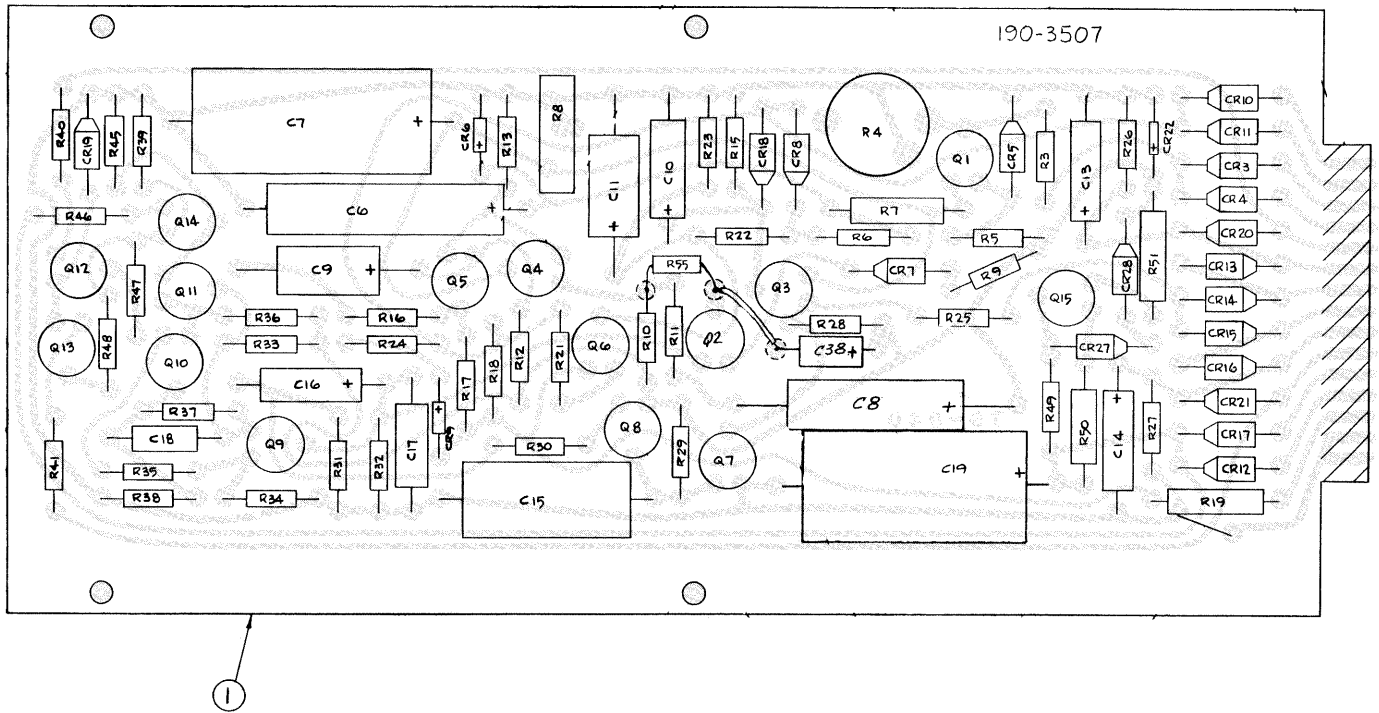 190-3507
R40
CR19
R45
R39
C7
+
CR6
+
R13
R8
C11
+
C10
+
R23
R15
CR18
CR8
R4
Q1
CR5
R3
C13
+
R26
CR22
+
CR10
CR11
CR3
CR4
CR20
CR13
CR14
CR15
CR16
CR21
CR17
CR12
R19
R46
Q14
C6
+
R7
R22
R6
R5
Q12
R47
Q11
C9
+
Q5
Q4
R55
Q3
CR7
R9
Q15
CR28
R51
Q13
R48
Q10
R36
R16
R33
R24
R18
R12
R21
Q6
R10
R11
Q2
R28
C38+
R25
CR27
C16
+
R17
R37
C18
Q9
R31
R32
C17
CR9
+
Q8
R29
Q7
C8
+
R49
R50
C14
+
R27
R41
R35
R38
R34
R30
C15
C19
+
1